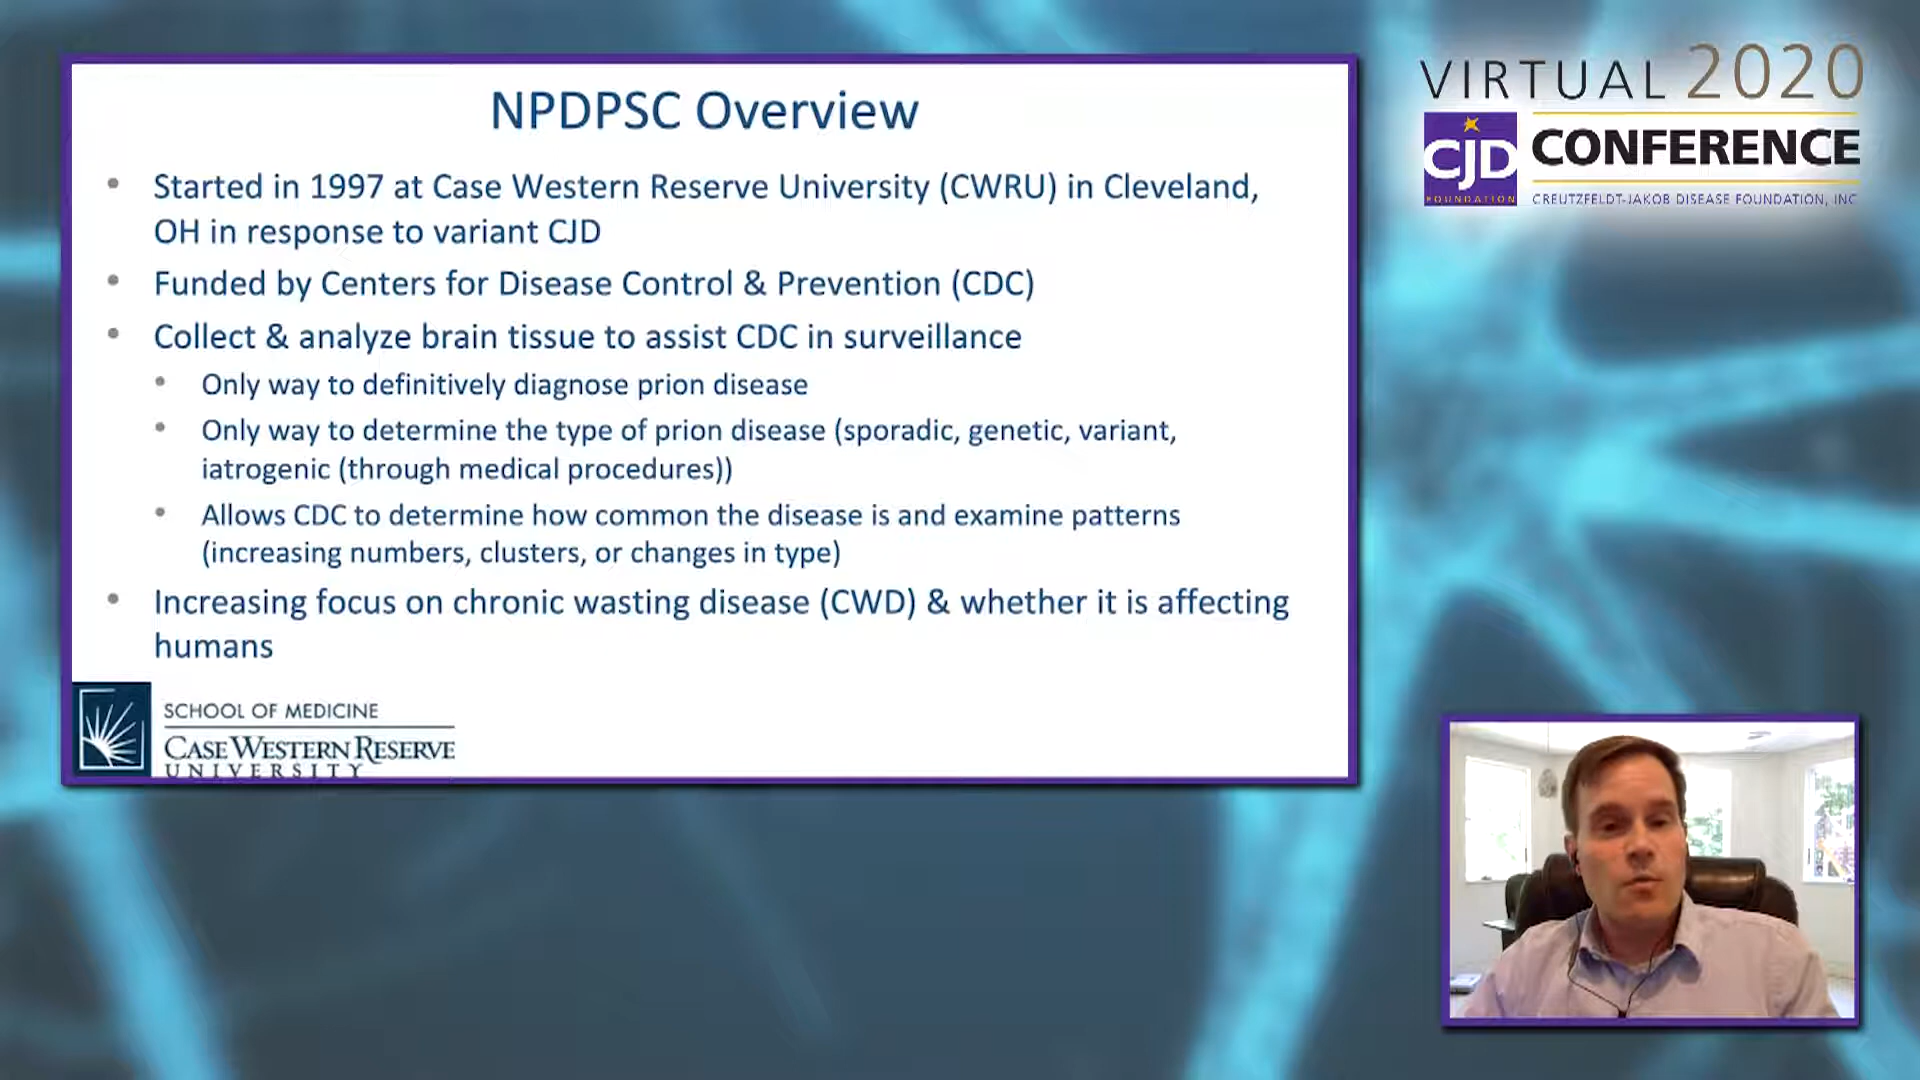 NPDPSC Overview
Started in 1997 at Case Western Reserve University (CWRU) in Cleveland,
OH in response to variant CJD
Funded by Centers for Disease Control & Prevention (CDC)
Collect & analyze brain tissue to assist CDC in surveillance
Only way to definitively diagnose prion disease
Only way to determine the type of prion disease (sporadic, genetic, variant,
iatrogenic (through medical procedures))
Allows CDC to determine how common the disease is and examine patterns
(increasing numbers, clusters, or changes in type)
Increasing focus on chronic wasting disease (CWD) & whether it is affecting
humans
SCHOOL OF MEDICINE
CASE WESTERN RESERVE
UNIVERSITY
VIRTUAL 2020
CJD
FOUNDATION
CONFERENCE
CREUTZFELDT-JAKOB DISEASE FOUNDATION, INC